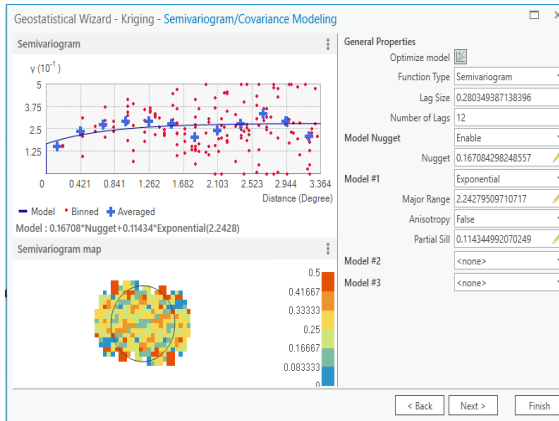 Geostatistical Wizard - Kriging - Semivariogram/Covariance Modeling
Semivariogram
γ (10⁻¹)
5
3.75
2.5
1.25
0 0.421 0.841 1.262 1.682 2.103 2.523 2.944 3.364
Distance (Degree)
Model Binned Averaged
Model : 0.16708*Nugget+0.11434*Exponential(2.2428)
Semivariogram map
0.5
0.41667
0.33333
0.25
0.16667
0.083333
0
General Properties
Optimize model
Function Type Semivariogram
Lag Size 0.280349387138396
Number of Lags 12
Model Nugget Enable
Nugget 0.167084298248557
Model #1 Exponential
Major Range 2.24279509710717
Anisotropy False
Partial Sill 0.114344992070249
Model #2 <none>
Model #3 <none>
< Back Next > Finish